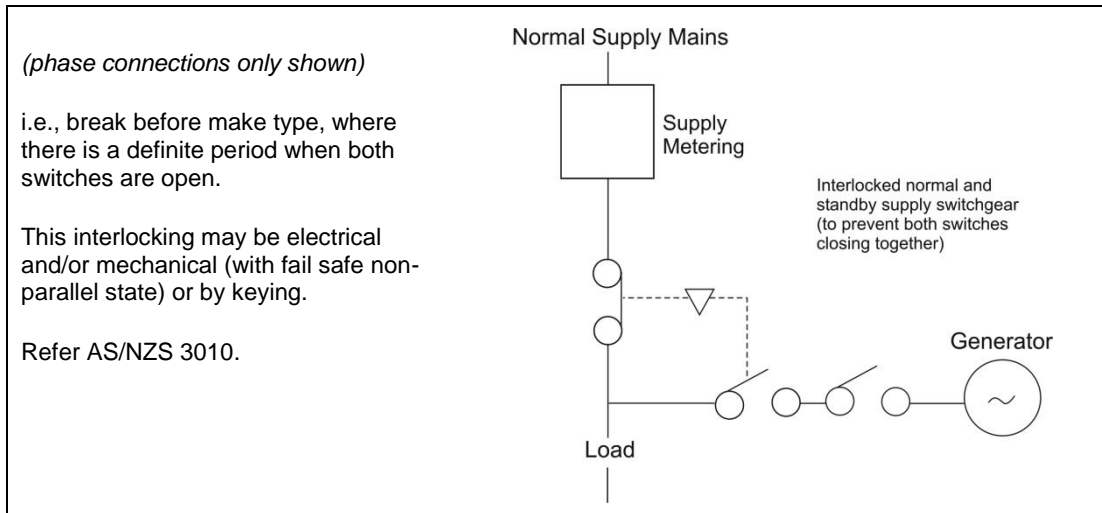 (phase connections only shown)
i.e., break before make type, where
there is a definite period when both
switches are open.
This interlocking may be electrical
and/or mechanical (with fail safe non-
parallel state) or by keying.
Refer AS/NZS 3010.
Normal Supply Mains
Supply
Metering
Interlocked normal and
standby supply switchgear
(to prevent both switches
closing together)
Generator
~
Load